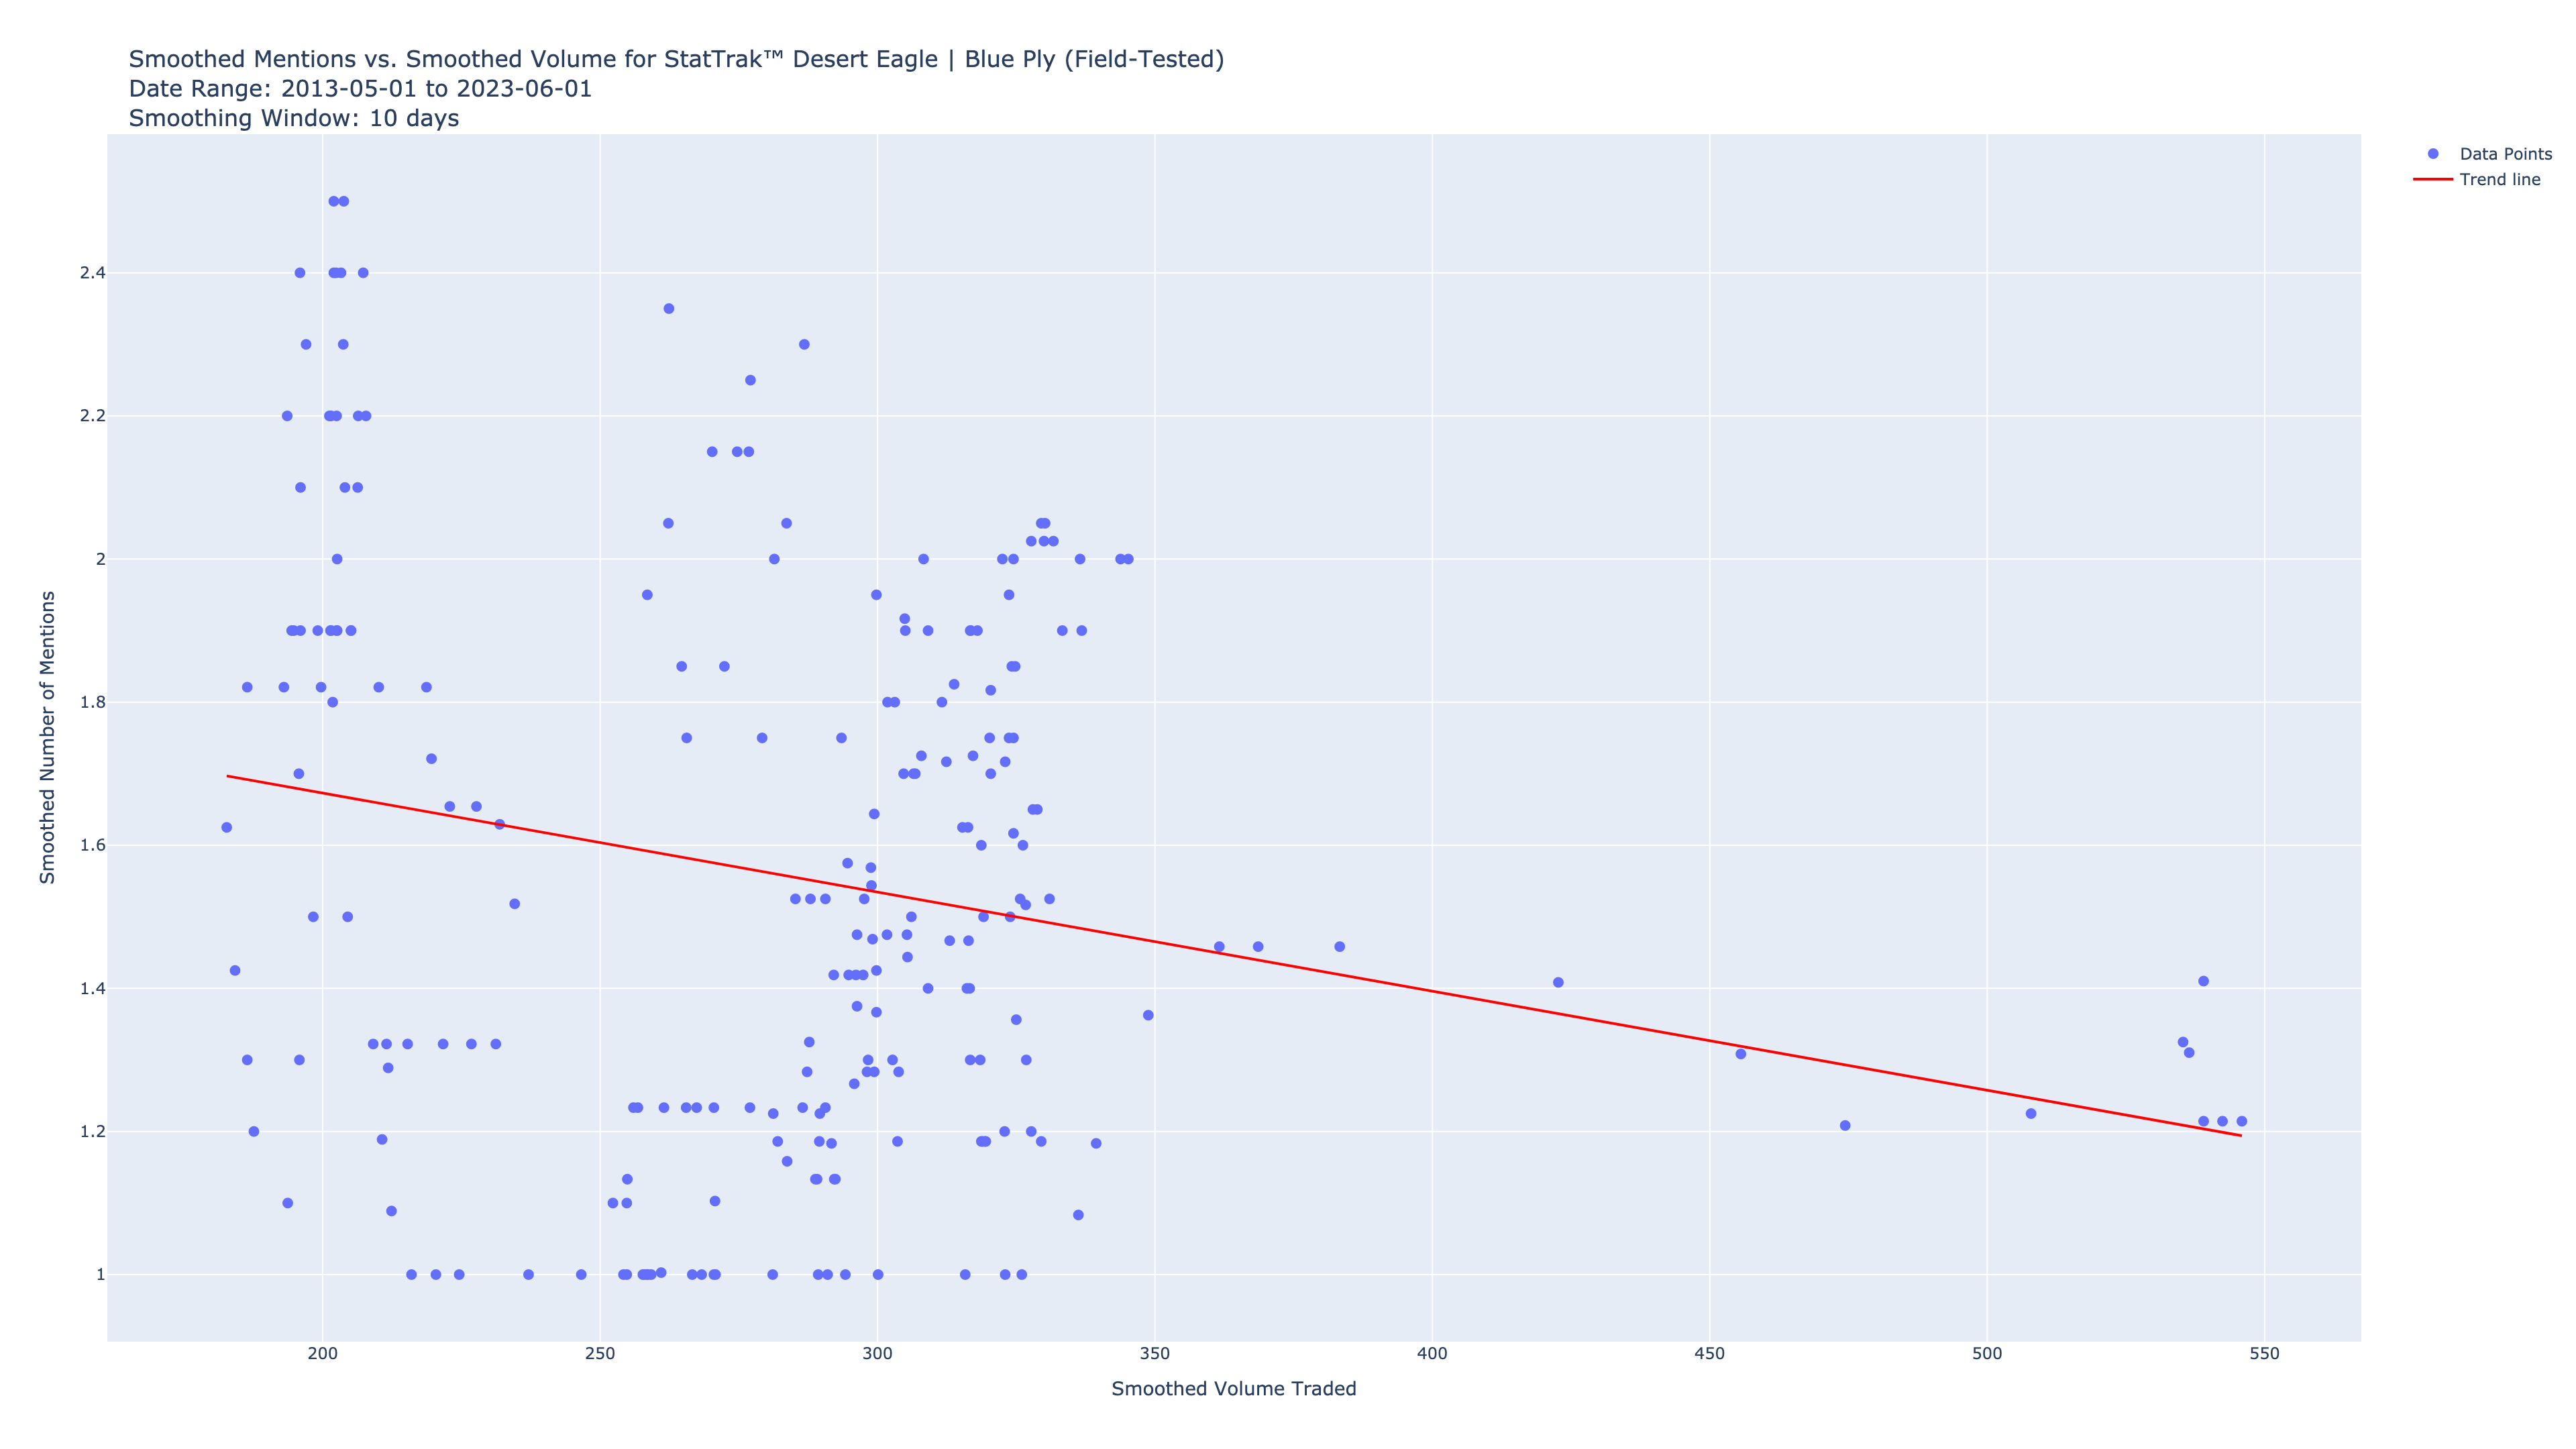 Smoothed Mentions vs. Smoothed Volume for StatTrak™ Desert Eagle | Blue Ply (Field-Tested)
Date Range: 2013-05-01 to 2023-06-01
Smoothing Window: 10 days
Data Points
Trend line
2.4
2.2
2
1.8
1.6
1.4
1.2
1
Smoothed Number of Mentions
200
250
300
350
400
450
500
550
Smoothed Volume Traded